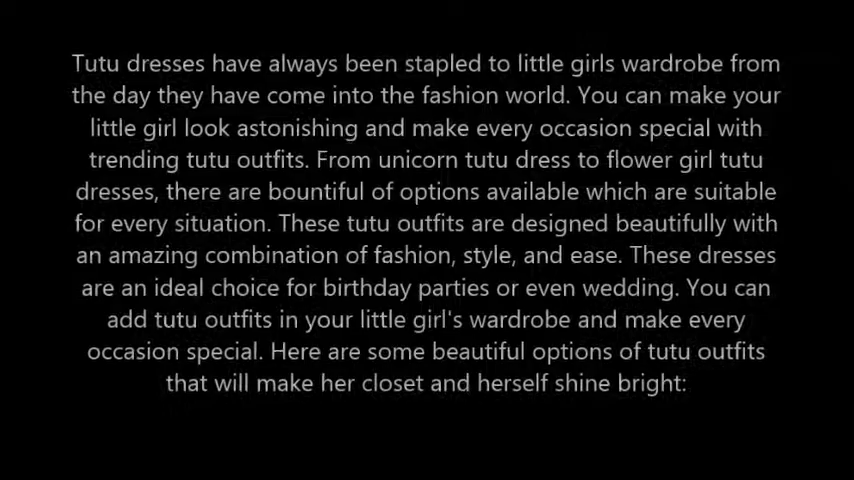 Tutu dresses have always been stapled to little girls wardrobe from
the day they have come into the fashion world. You can make your
little girl look astonishing and make every occasion special with
trending tutu outfits. From unicorn tutu dress to flower girl tutu
dresses, there are bountiful of options available which are suitable
for every situation. These tutu outfits are designed beautifully with
an amazing combination of fashion, style, and ease. These dresses
are an ideal choice for birthday parties or even wedding. You can
add tutu outfits in your little girl's wardrobe and make every
occasion special. Here are some beautiful options of tutu outfits
that will make her closet and herself shine bright: